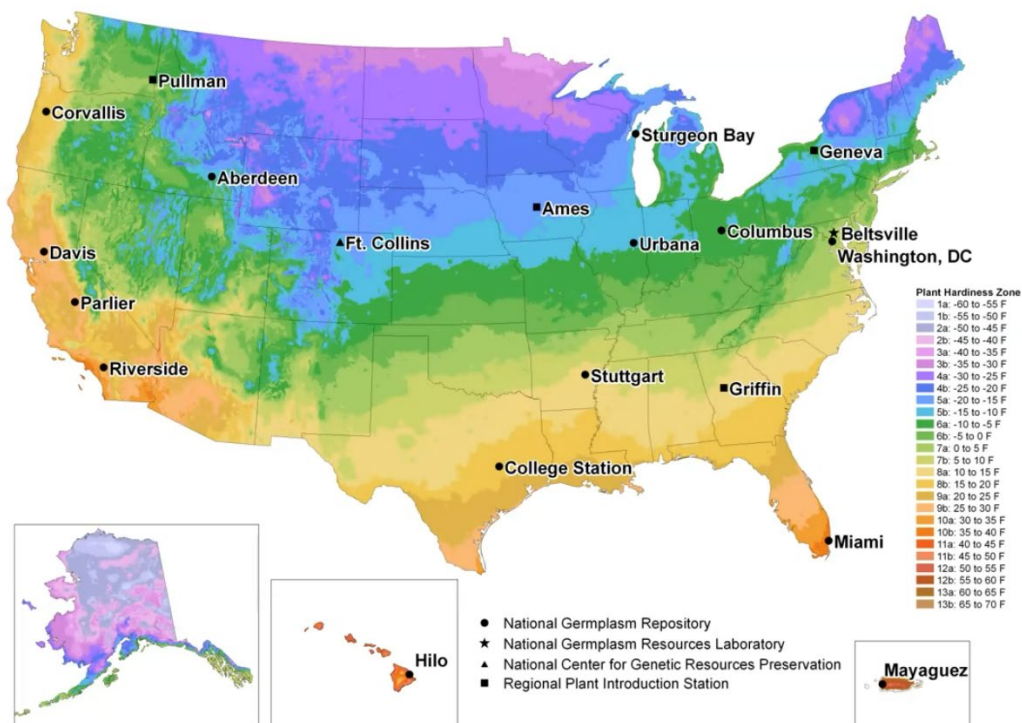 Pullman
Corvallis
Sturgeon Bay
Geneva
Aberdeen
Ames
Ft. Collins
Urbana
Columbus
Beltsville
Washington, DC
Davis
Parlier
Riverside
Stuttgart
Griffin
College Station
Miami
Plant Hardiness Zone
1a: -60 to -55 F
1b: -55 to -50 F
2a: -50 to -45 F
2b: -45 to -40 F
3a: -40 to -35 F
3b: -35 to -30 F
4a: -30 to -25 F
4b: -25 to -20 F
5a: -20 to -15 F
5b: -15 to -10 F
6a: -10 to -5 F
6b: -5 to 0 F
7a: 0 to 5 F
7b: 5 to 10 F
8a: 10 to 15 F
8b: 15 to 20 F
9a: 20 to 25 F
9b: 25 to 30 F
10a: 30 to 35 F
10b: 35 to 40 F
11a: 40 to 45 F
11b: 45 to 50 F
12a: 50 to 55 F
12b: 55 to 60 F
13a: 60 to 65 F
13b: 65 to 70 F
Hilo
National Germplasm Repository
National Germplasm Resources Laboratory
National Center for Genetic Resources Preservation
Regional Plant Introduction Station
Mayaguez